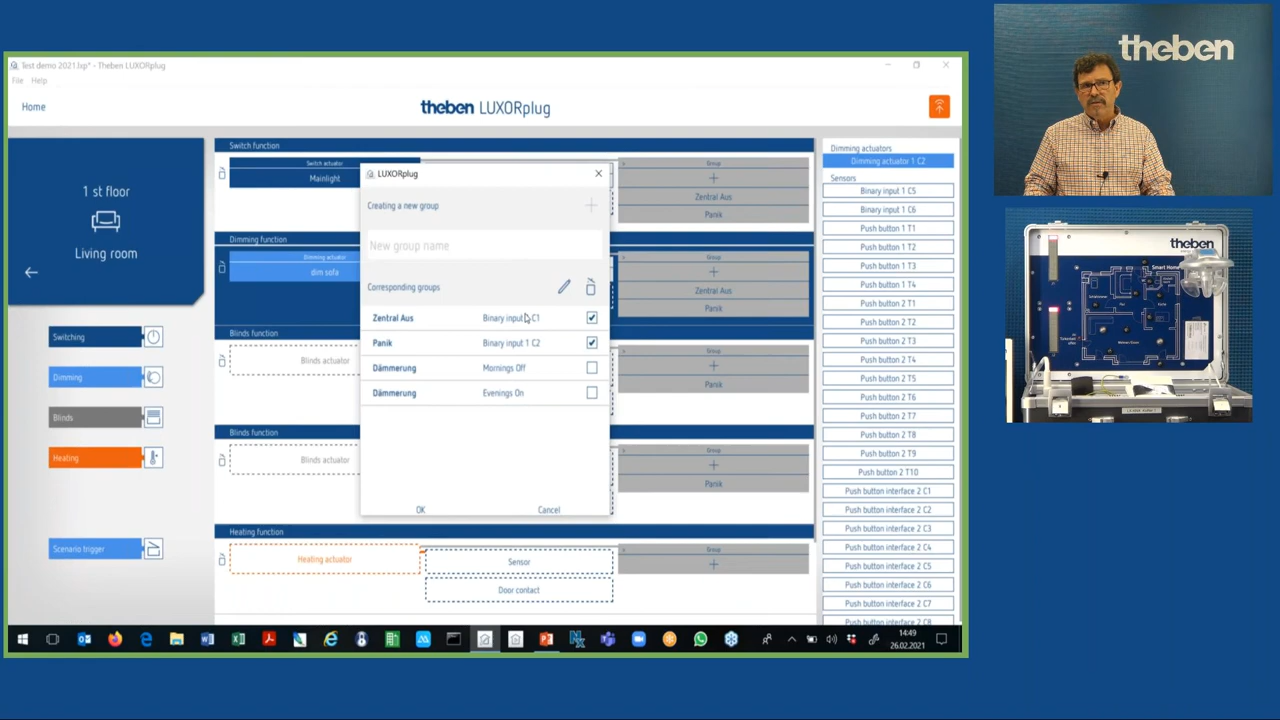 Test demo 2021.lxp* - Theben LUXORplug
File Help
Home
theben LUXORplug
1 st floor
Living room
Switching
Dimming
Blinds
Heating
Scenario trigger
Switch function
Switch actuator
Mainlight
Group
Zentral Aus
Panik
Dimming function
Dimming actuator
dim sofa
Group
Zentral Aus
Panik
Blinds function
Blinds actuator
Group
Panik
Blinds function
Blinds actuator
Group
Panik
Heating function
Heating actuator
Sensor
Door contact
Group
LUXORplug
Creating a new group
New group name
Corresponding groups
Zentral Aus Binary input 1 C1
Panik Binary input 1 C2
Dämmerung Mornings Off
Dämmerung Evenings On
OK Cancel
Dimming actuators
Dimming actuator 1 C2
Sensors
Binary input 1 C5
Binary input 1 C6
Push button 1 T1
Push button 1 T2
Push button 1 T3
Push button 1 T4
Push button 2 T1
Push button 2 T2
Push button 2 T3
Push button 2 T4
Push button 2 T5
Push button 2 T6
Push button 2 T7
Push button 2 T8
Push button 2 T9
Push button 2 T10
Push button interface 2 C1
Push button interface 2 C2
Push button interface 2 C3
Push button interface 2 C4
Push button interface 2 C5
Push button interface 2 C6
Push button interface 2 C7
Push button interface 2 C8
14:49
26.02.2021
theben
theben
Smart Home